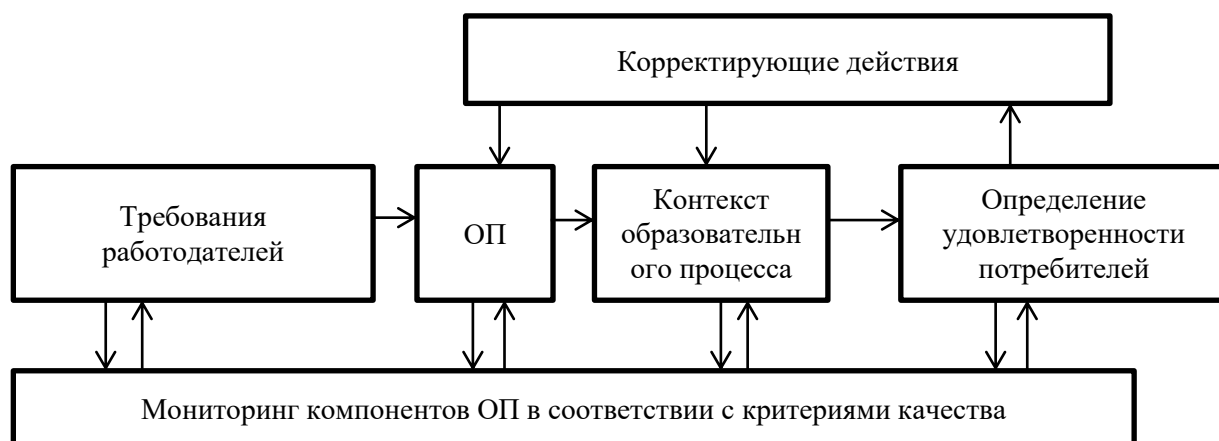 Корректирующие действия
Требования
работодателей
ОП
Контекст
образовательн
ого процесса
Определение
удовлетворенности
потребителей
Мониторинг компонентов ОП в соответствии с критериями качества